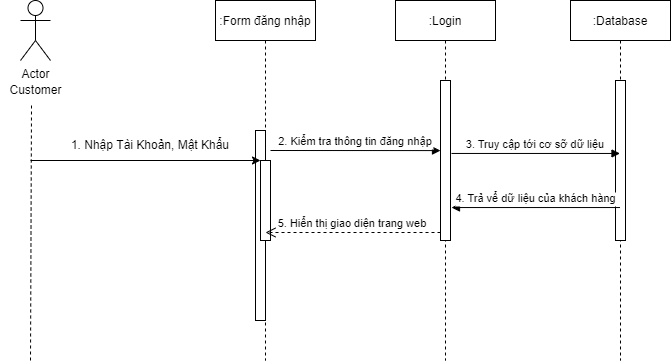 :Form đăng nhập
:Login
:Database
Actor
Customer
1. Nhập Tài Khoản, Mật Khẩu
2. Kiểm tra thông tin đăng nhập
3. Truy cập tới cơ sỡ dữ liệu
4. Trả về dữ liệu của khách hàng
5. Hiển thị giao diện trang web